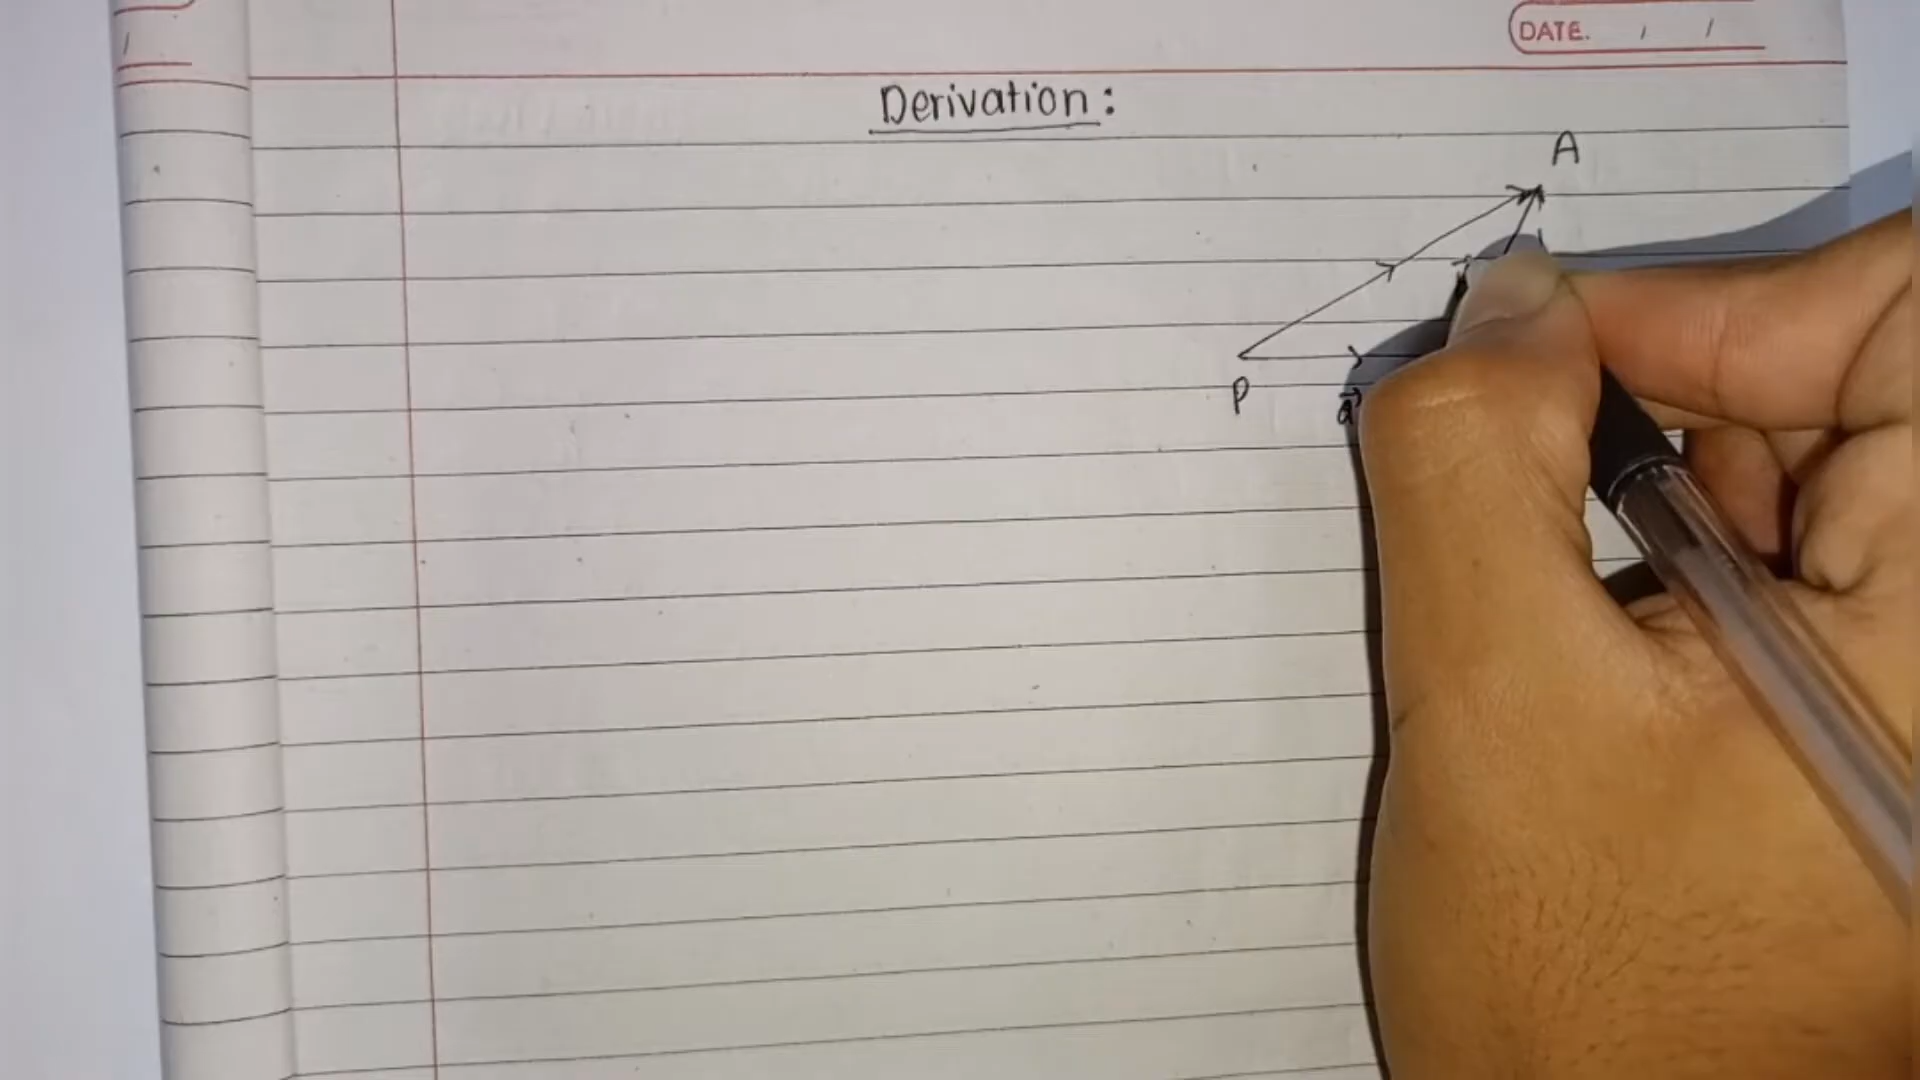 DATE. / /
Derivation:
A
P
a⃗